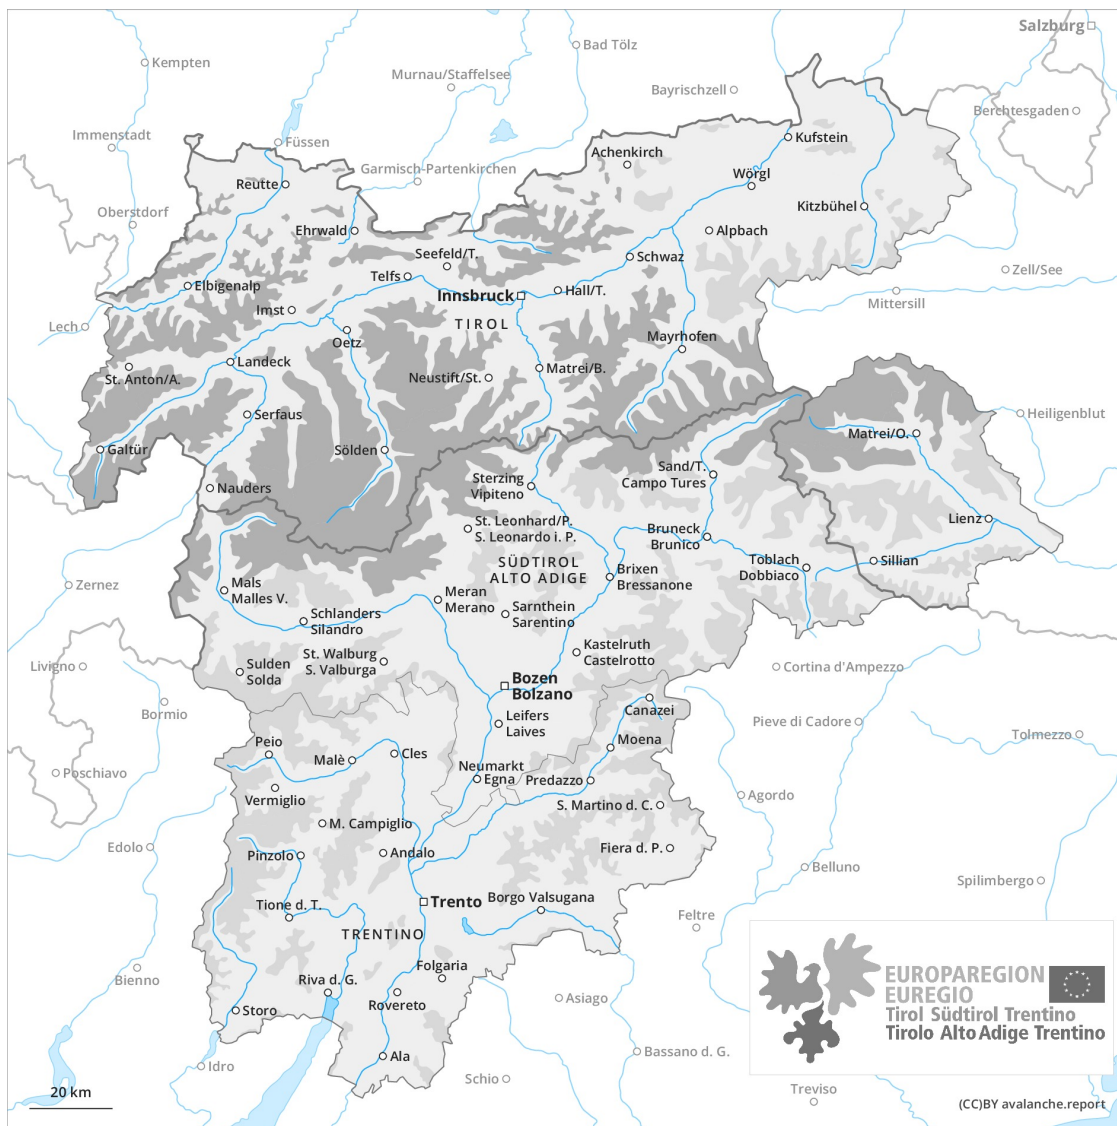 Salzburg
Bad Tölz
Kempten
Murnau/Staffelsee
Bayrischzell
Berchtesgaden
Immenstadt
Füssen
Kufstein
Achenkirch
Garmisch-Partenkirchen
Wörgl
Reutte
Oberstdorf
Kitzbühel
Ehrwald
Alpbach
Seefeld/T.
Schwaz
Zell/See
Telfs
Elbigenalp
Hall/T.
Innsbruck
Mittersill
Imst
TIROL
Lech
Oetz
Mayrhofen
Landeck
Matrei/B.
St. Anton/A.
Neustift/St.
Serfaus
Heiligenblut
Matrei/O.
Galtür
Sölden
Sand/T.
Campo Tures
Sterzing
Vipiteno
Nauders
Lienz
St. Leonhard/P.
S. Leonardo i. P.
Bruneck
Brunico
SÜDTIROL
ALTO ADIGE
Toblach
Dobbiaco
Sillian
Brixen
Bressanone
Zernez
Mals
Malles V.
Meran
Merano
Schlanders
Silandro
Sarnthein
Sarentino
Kastelruth
Castelrotto
St. Walburg
S. Valburga
Livigno
Sulden
Solda
Cortina d'Ampezzo
Bozen
Bolzano
Bormio
Canazei
Leifers
Laives
Pieve di Cadore
Tolmezzo
Moena
Peio
Cles
Malè
Poschiavo
Neumarkt
Egna
Predazzo
Vermiglio
Agordo
S. Martino d. C.
M. Campiglio
Edolo
Fiera d. P.
Pinzolo
Andalo
Belluno
Spilimbergo
Trento
Borgo Valsugana
Tione d. T.
Feltre
TRENTINO
Folgaria
Bienno
Riva d. G.
Rovereto
Asiago
Storo
EUROPAREGION
EUREGIO
Tirol Südtirol Trentino
Tirolo Alto Adige Trentino
Ala
Bassano d. G.
Idro
Schio
Treviso
20 km
(CC)BY avalanche.report